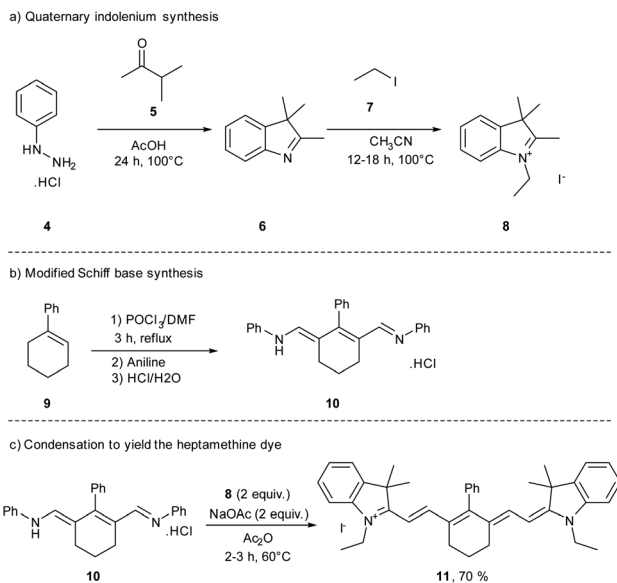 a) Quaternary indolenium synthesis
O
5
HN
NH₂
.HCl
AcOH
24 h, 100°C
N
I
7
CH₃CN
12-18 h, 100°C
N⁺
I⁻
4
6
8
b) Modified Schiff base synthesis
Ph
9
1) POCl₃/DMF
3 h, reflux
2) Aniline
3) HCl/H2O
Ph
Ph
N
H
N
Ph
.HCl
10
c) Condensation to yield the heptamethine dye
Ph
Ph
N
H
N
Ph
.HCl
10
8 (2 equiv.)
NaOAc (2 equiv.)
Ac₂O
2-3 h, 60°C
I⁻
N⁺
Ph
N
11, 70 %